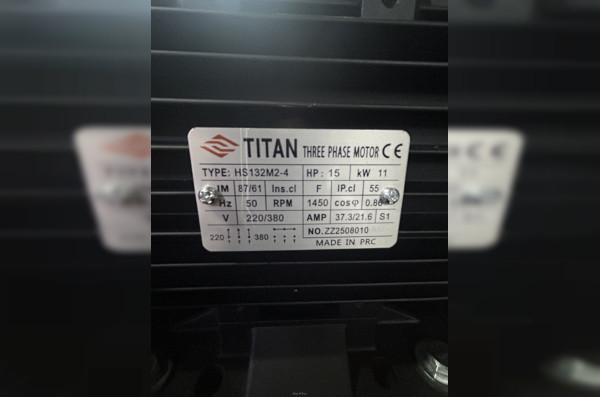 TITAN THREE PHASE MOTOR CE
TYPE: HS132M2-4 HP: 15 kW 11
IM 87/61 Ins.cl F IP.cl 55
Hz 50 RPM 1450 cosφ
V 220/380 AMP 37.3/21.6 S1
220 380 NO.ZZ2508010
MADE IN PRC